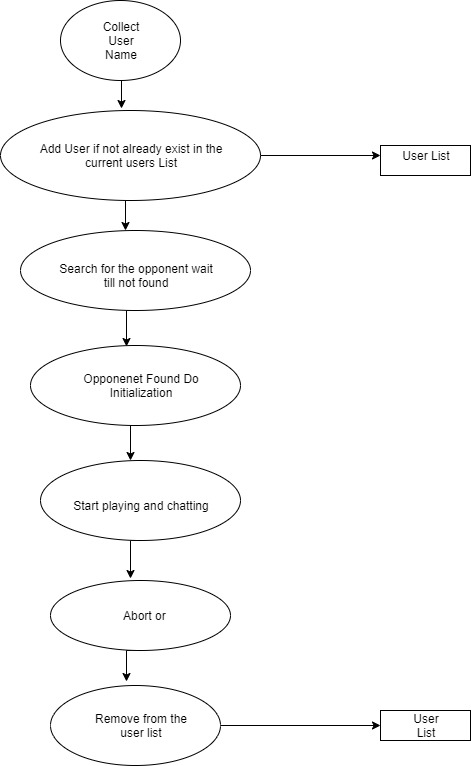 Collect
User
Name
Add User if not already exist in the
current users List
User List
Search for the opponent wait
till not found
Opponenet Found Do
Initialization
Start playing and chatting
Abort or
Remove from the
user list
User
List